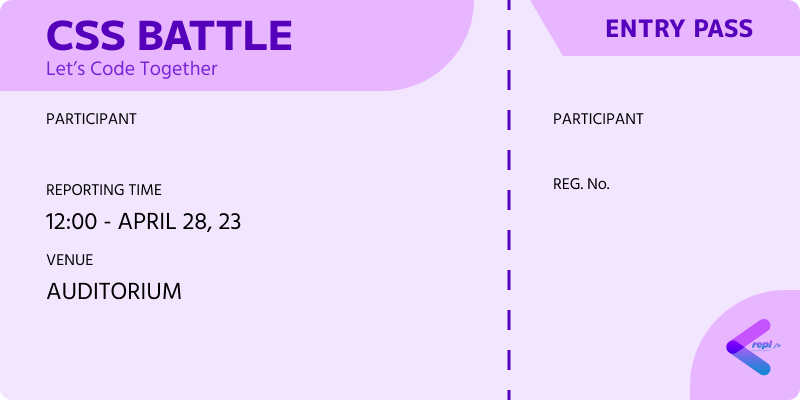 CSS BATTLE
Let's Code Together
PARTICIPANT
REPORTING TIME
12:00 - APRIL 28, 23
VENUE
AUDITORIUM
ENTRY PASS
PARTICIPANT
REG. No.
repl />